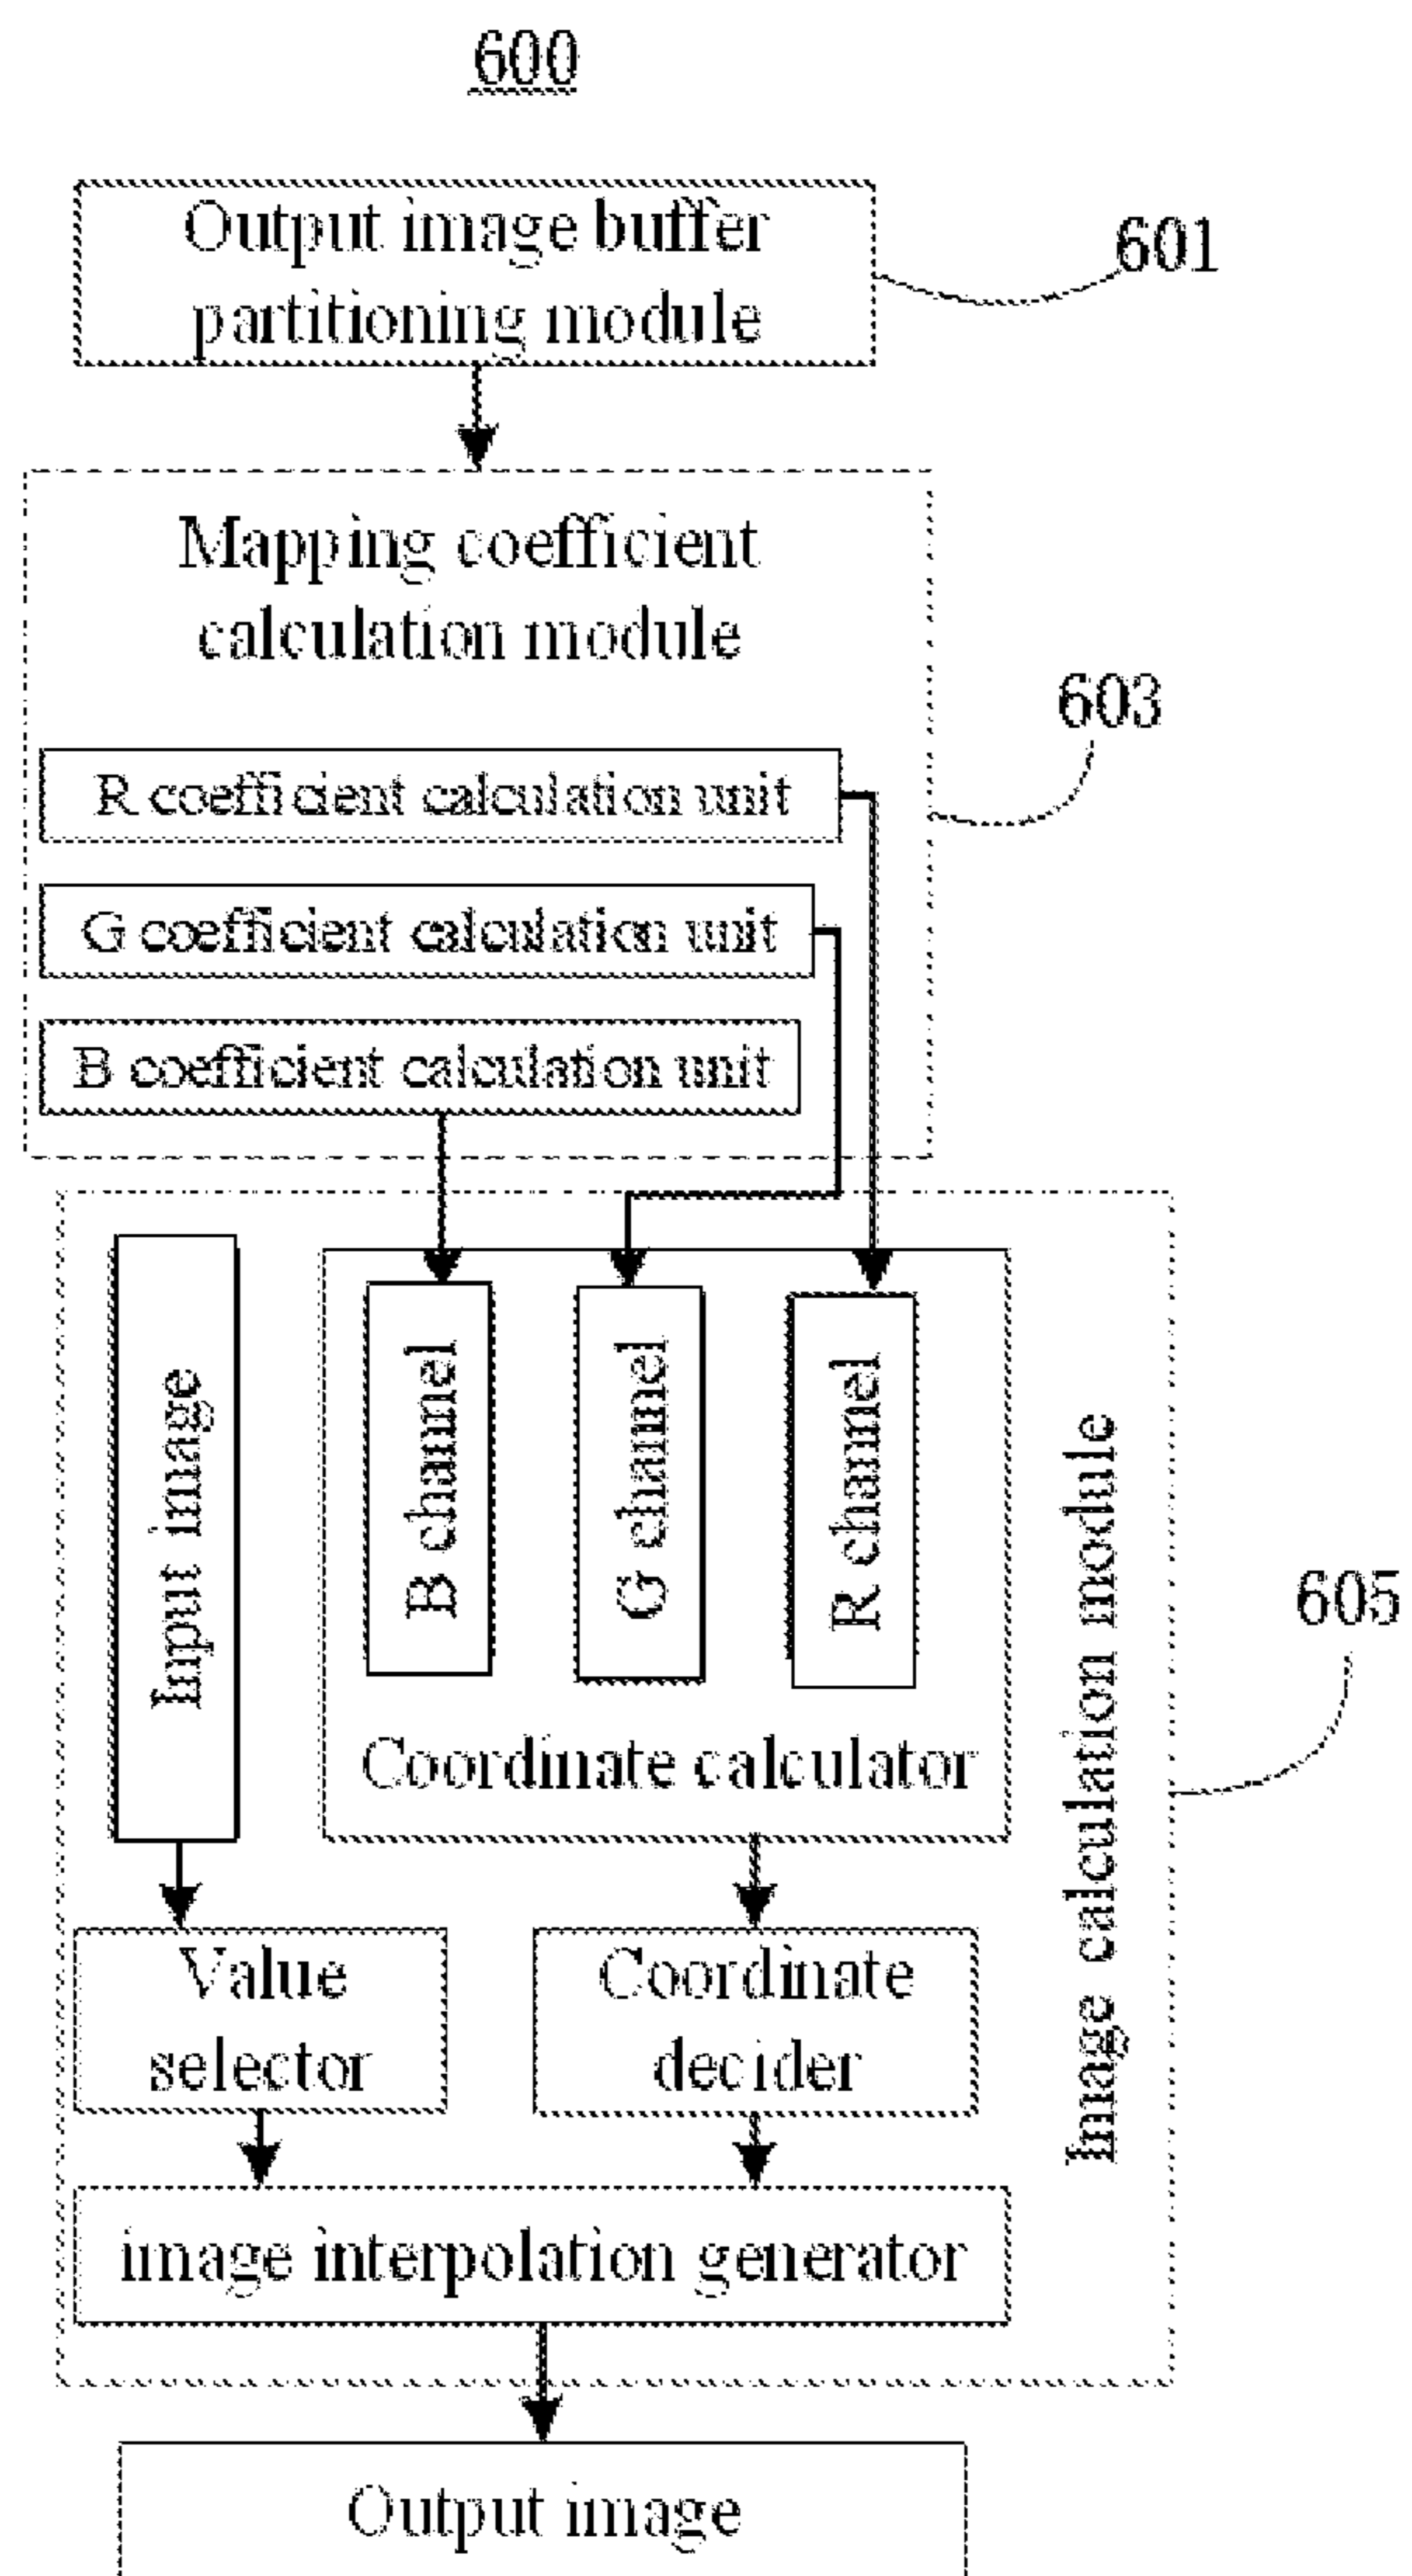 600
Output image buffer
partitioning module
601
Mapping coefficient
calculation module
603
R coefficient calculation unit
G coefficient calculation unit
B coefficient calculation unit
Input image
B channel
G channel
R channel
Coordinate calculator
Image calculation module
605
Value
selector
Coordinate
decider
image interpolation generator
Output image